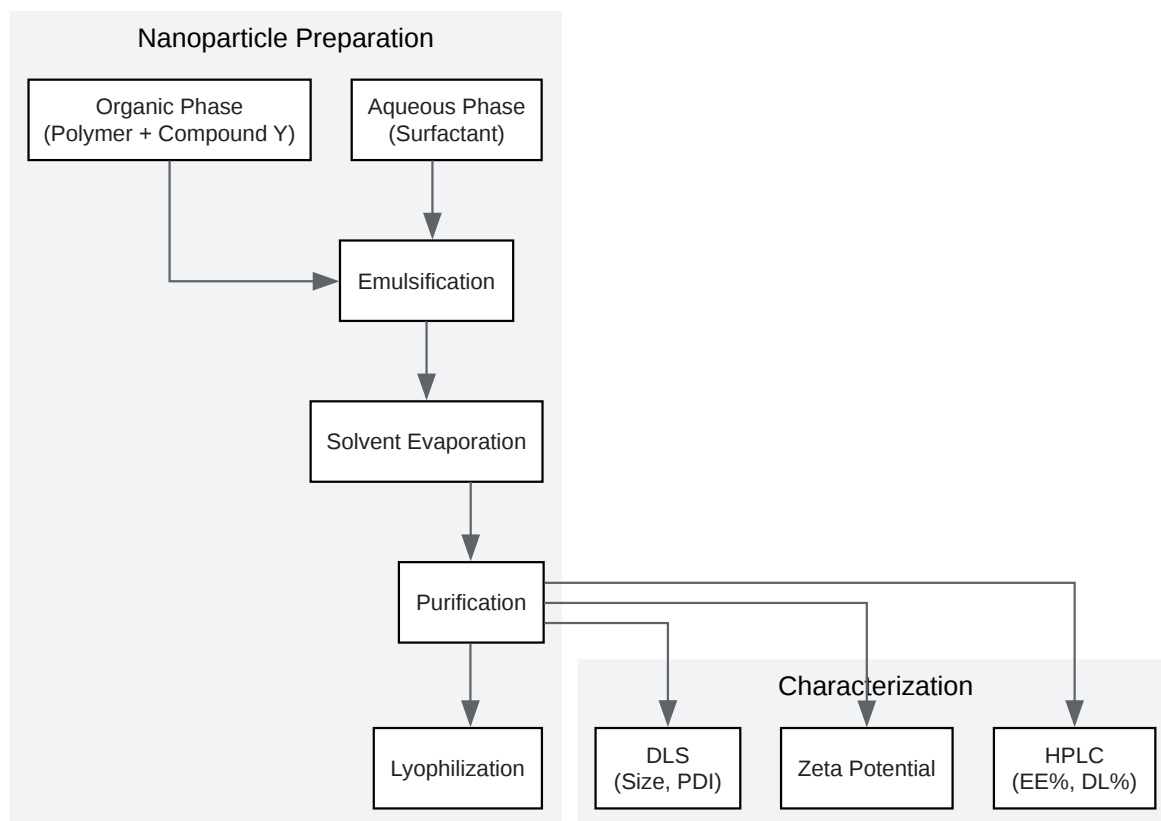 Nanoparticle Preparation
Organic Phase
(Polymer + Compound Y)
Aqueous Phase
(Surfactant)
Emulsification
Solvent Evaporation
Purification
Lyophilization
Characterization
DLS
(Size, PDI)
Zeta Potential
HPLC
(EE%, DL%)